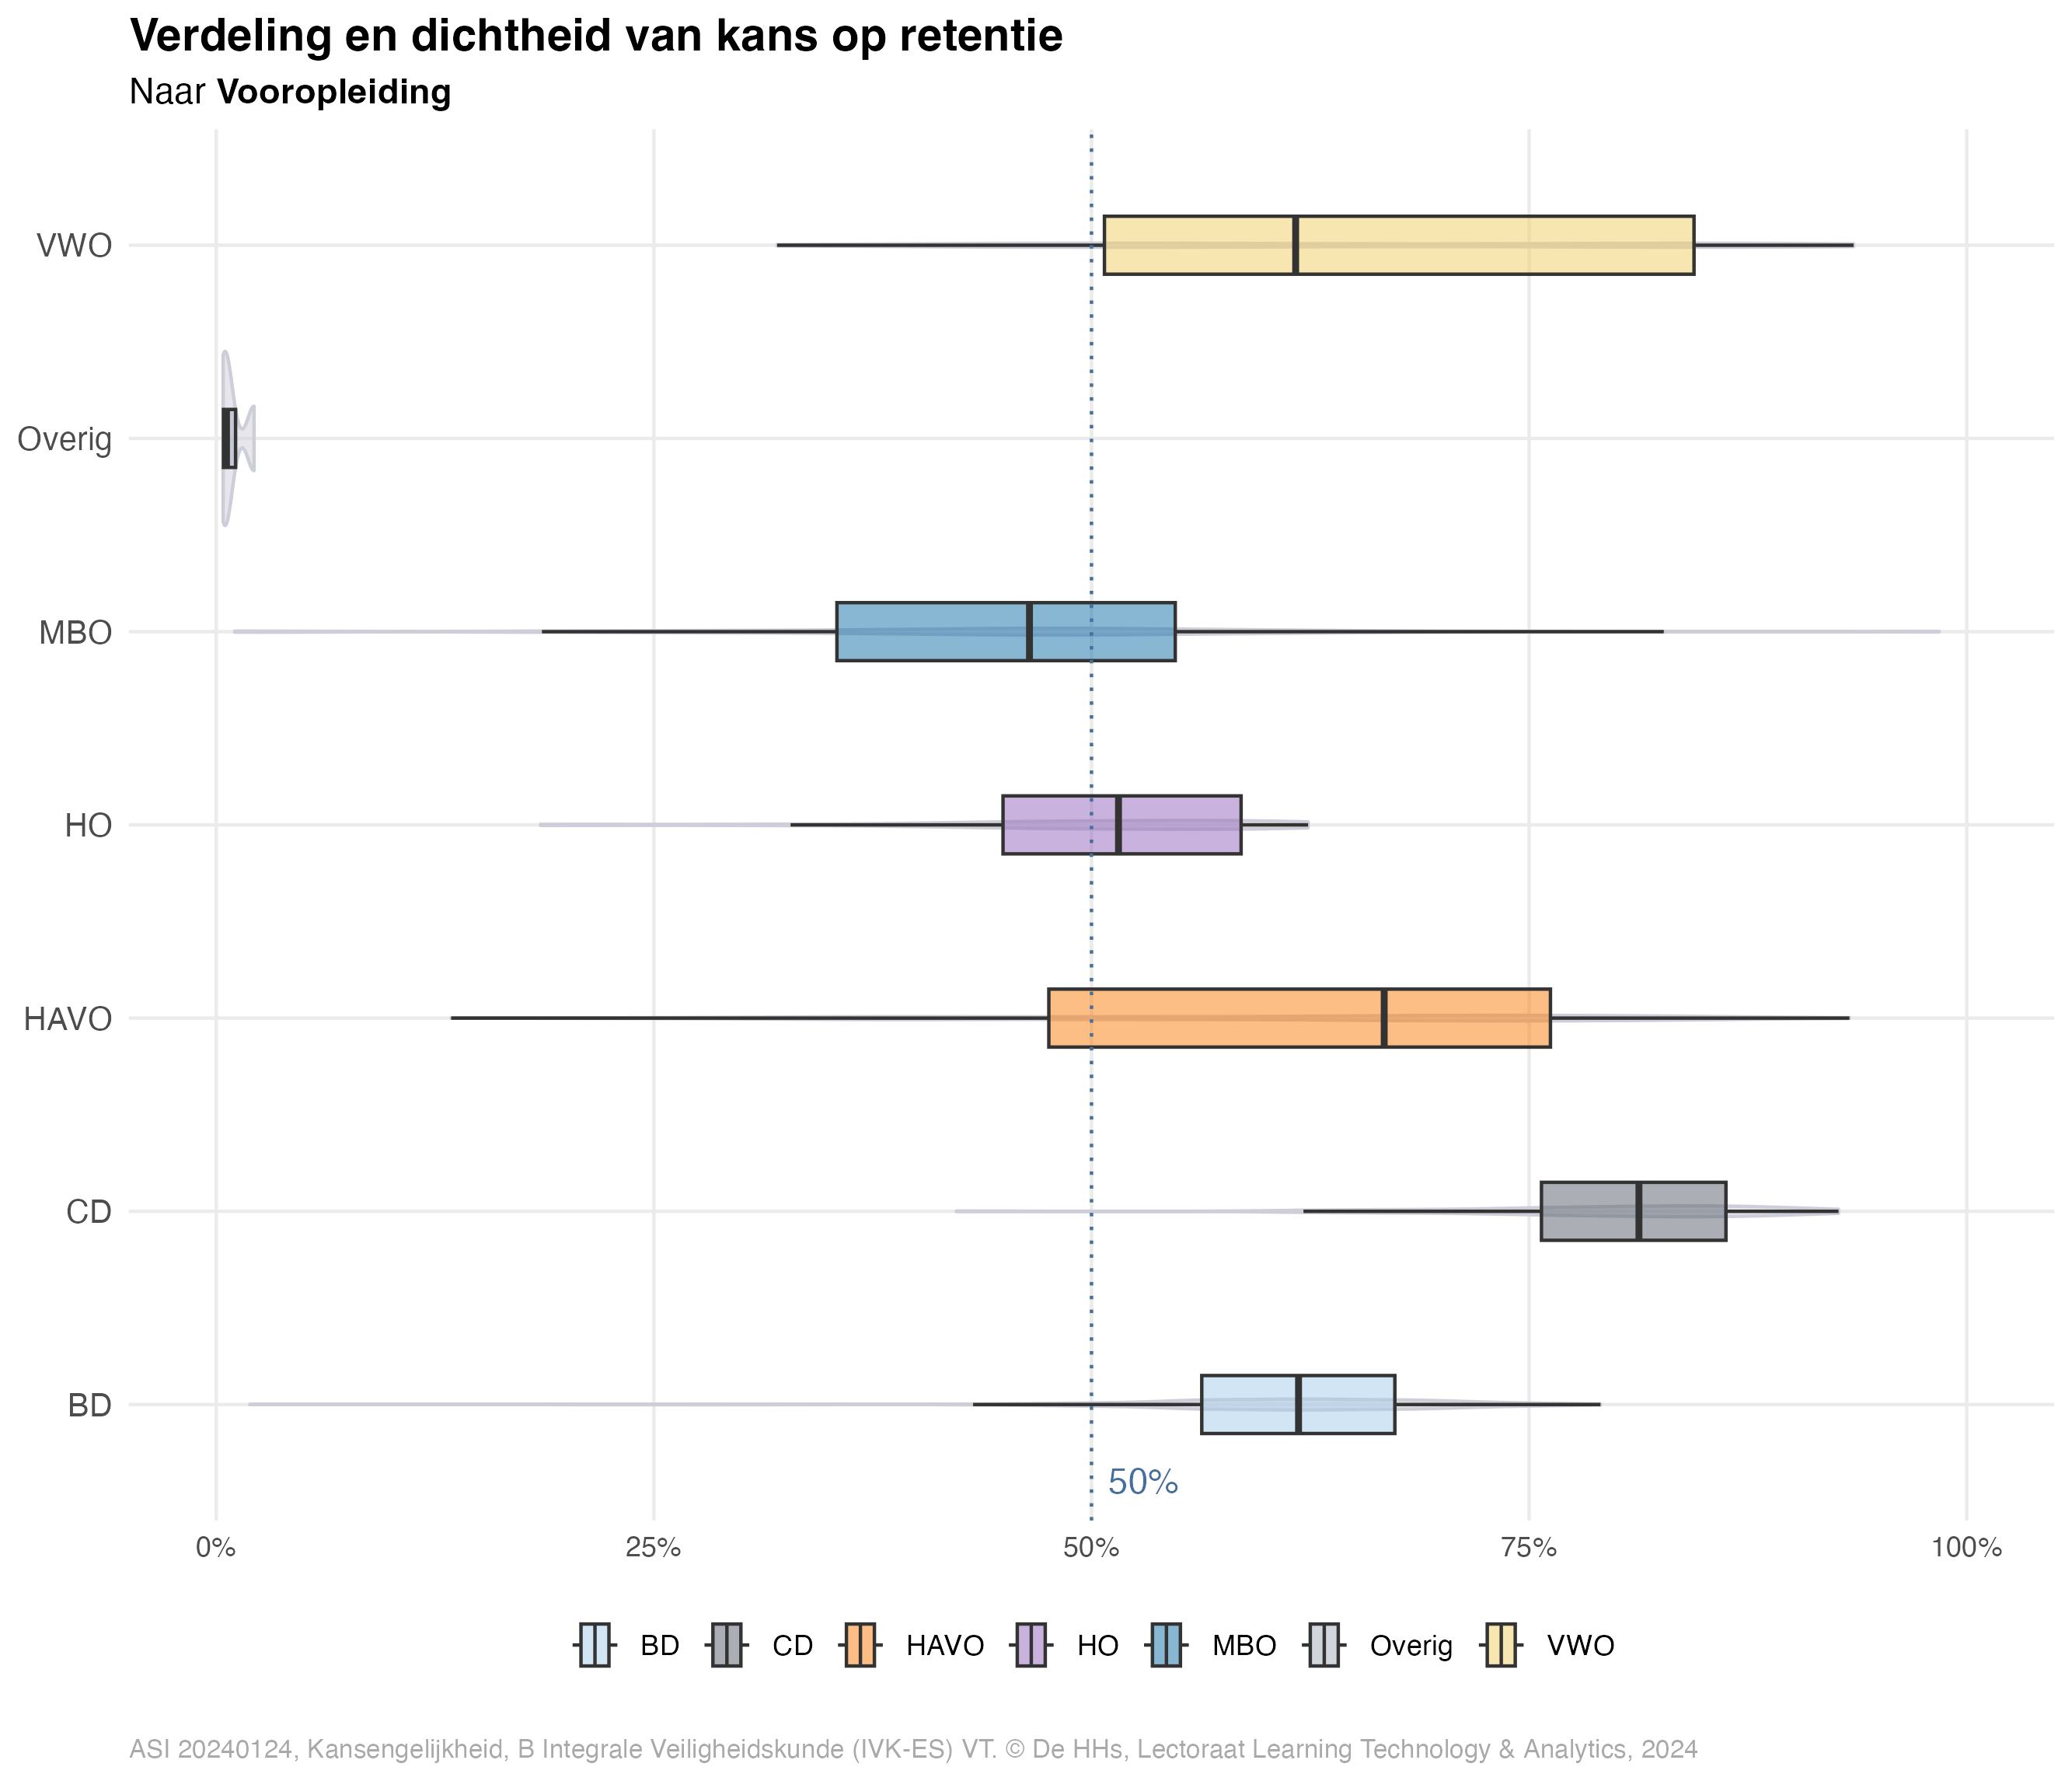 Verdeling en dichtheid van kans op retentie
Naar Vooropleiding
VWO
Overig
MBO
HO
HAVO
CD
BD
50%
0% 25% 50% 75% 100%
BD CD HAVO HO MBO Overig VWO
ASI 20240124, Kansengelijkheid, B Integrale Veiligheidskunde (IVK-ES) VT. © De HHs, Lectoraat Learning Technology & Analytics, 2024